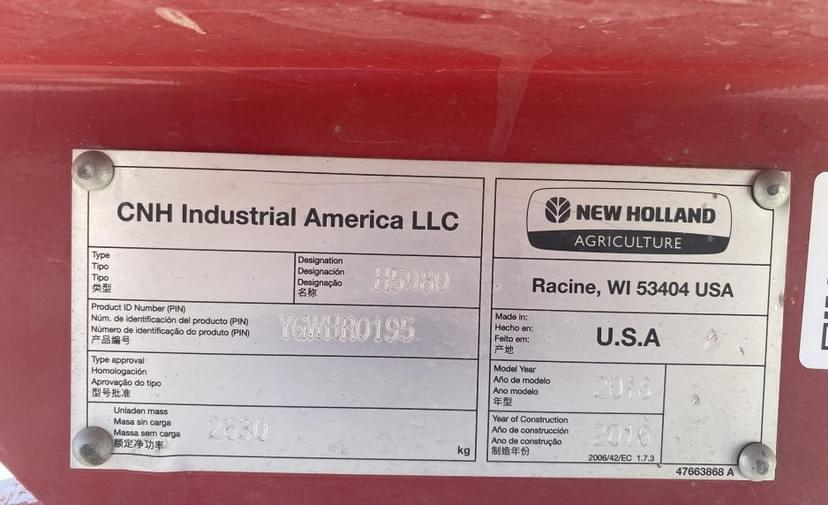 CNH Industrial America LLC
Type
Tipo
Tipo
类型
Designation
Designación
Designação
名称
H5980
Product ID Number (PIN)
Núm. de identificación del producto (PIN)
Número de identificação do produto (PIN)
产品编号
YGWHR0195
Type approval
Homologación
Aprovação do tipo
型号批准
Unladen mass
Masa sin carga
Massa sem carga
额定净功率
kg
NEW HOLLAND
AGRICULTURE
Racine, WI 53404 USA
Made in:
Hecho en:
Feito em:
产地
U.S.A
Model Year
Año de modelo
Ano modelo
年型
2016
Year of Construction
Año de construcción
Ano de construção
制造年份
2016
2006/42/EC 1.7.3
47663868 A